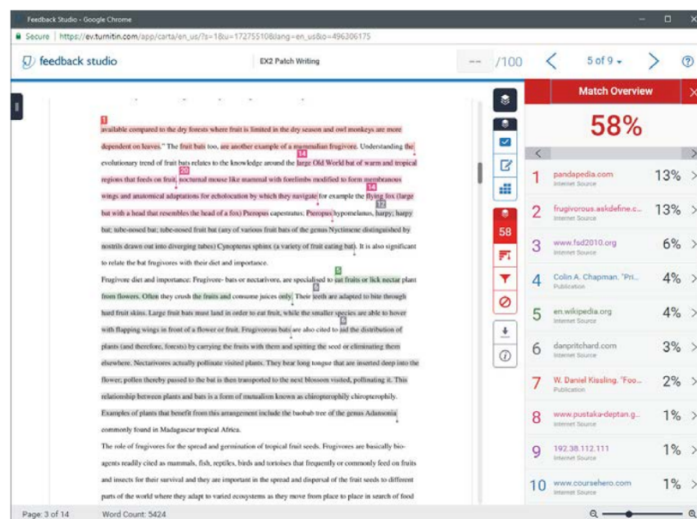 Feedback Studio - Google Chrome
Secure | https://ev.turnitin.com/app/carta/en_us/?s=1&u=17275510&lang=en_us&o=496306175
feedback studio
EX2 Patch Writing
-- /100
5 of 9
Match Overview
1
available compared to the dry forests where fruit is limited in the dry season and owl monkeys are more
dependent on leaves." The fruit bats too, are another example of a mammalian frugivore. Understanding the
14
evolutionary trend of fruit bats relates to the knowledge around the large Old World bat of warm and tropical
20
regions that feeds on fruit, nocturnal mouse like mammal with forelimbs modified to form membranous
14
wings and anatomical adaptations for echolocation by which they navigate for example the flying fox (large
12
but with a head that resembles the head of a fox) Pteropus capestratus; Pteropus hypomelanus, harpy; harpy
bat; tube-nosed bat; tube-nosed fruit bat (any of various fruit bats of the genus Nyctimene distinguished by
nostrils drawn out into diverging tubes) Cynopterus sphinx (a variety of fruit eating bat). It is also significant
to relate the bat frugivores with their diet and importance.
5
Frugivore diet and importance: Frugivore- bats or nectarivore, are specialised to eat fruits or lick nectar plant
6
from flowers. Often they crush the fruits and consume juices only. Their teeth are adapted to bite through
hard fruit skins. Large fruit bats must land in order to eat fruit, while the smaller species are able to hover
with flapping wings in front of a flower or fruit. Frugivorous bats are also cited to aid the distribution of
plants (and therefore, forests) by carrying the fruits with them and spitting the seed or eliminating them
elsewhere. Nectarivores actually pollinate visited plants. They bear long tongue that are inserted deep into the
flower; pollen thereby passed to the bat is then transported to the next blossom visited, pollinating it. This
relationship between plants and bats is a form of mutualism known as chiropterophily chiropterophily.
Examples of plants that benefit from this arrangement include the baobab tree of the genus Adansonia
commonly found in Madagascar tropical Africa.
The role of frugivores for the spread and germination of tropical fruit seeds. Frugivores are basically bio-
agents readily cited as mammals, fish, reptiles, birds and tortoises that frequently or commonly feed on fruits
and insects for their survival and they are important in the spread and dispersal of the fruit seeds to different
parts of the world where they adapt to varied ecosystems as they move from place to place in search of food
58
58%
1 pandapedia.com 13%
Internet Source
2 frugivorous.askdefine.c... 13%
Internet Source
3 www.fsd2010.org 6%
Internet Source
4 Colin A. Chapman. "Pri... 4%
Publication
5 en.wikipedia.org 4%
Internet Source
6 danpritchard.com 3%
Internet Source
7 W. Daniel Kissling. "Foo... 2%
Publication
8 www.pustaka-deptan.g... 1%
Internet Source
9 192.38.112.111 1%
Internet Source
10 www.coursehero.com 1%
Internet Source
Page: 3 of 14
Word Count: 5424